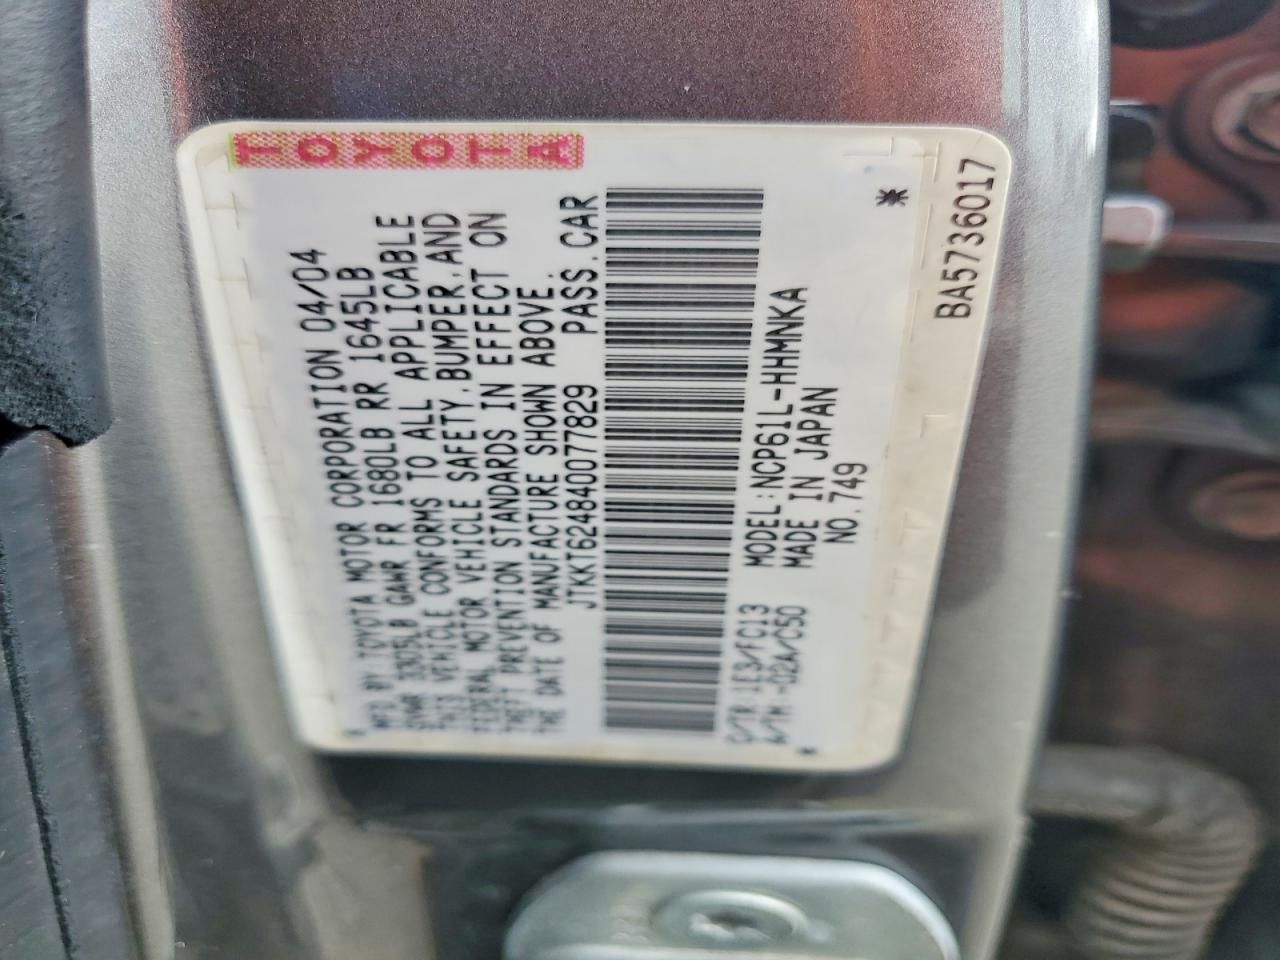 TOYOTA
MFD BY: TOYOTA MOTOR CORPORATION 04/04
GVWR 3305LB GAWR FR 1680LB RR 1645LB
THIS VEHICLE CONFORMS TO ALL APPLICABLE
FEDERAL MOTOR VEHICLE SAFETY, BUMPER, AND
THEFT PREVENTION STANDARDS IN EFFECT ON
THE DATE OF MANUFACTURE SHOWN ABOVE.
JTKKT624840077829 PASS.CAR
C/TR:1E3/FC13 MODEL:NCP61L-HHMNKA
A/TM:-02A/C50 MADE IN JAPAN
NO.749
BA5736017